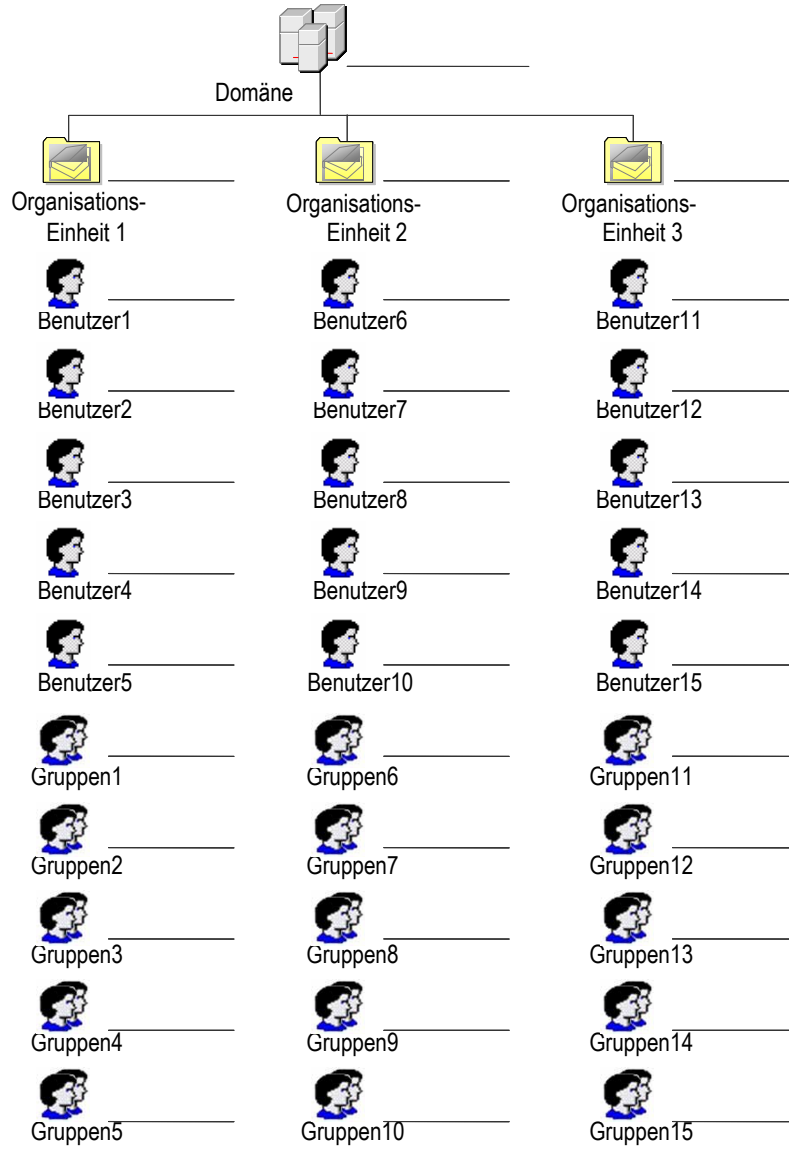 Domäne
Organisations-
Einheit 1
Organisations-
Einheit 2
Organisations-
Einheit 3
Benutzer1
Benutzer6
Benutzer11
Benutzer2
Benutzer7
Benutzer12
Benutzer3
Benutzer8
Benutzer13
Benutzer4
Benutzer9
Benutzer14
Benutzer5
Benutzer10
Benutzer15
Gruppen1
Gruppen6
Gruppen11
Gruppen2
Gruppen7
Gruppen12
Gruppen3
Gruppen8
Gruppen13
Gruppen4
Gruppen9
Gruppen14
Gruppen5
Gruppen10
Gruppen15